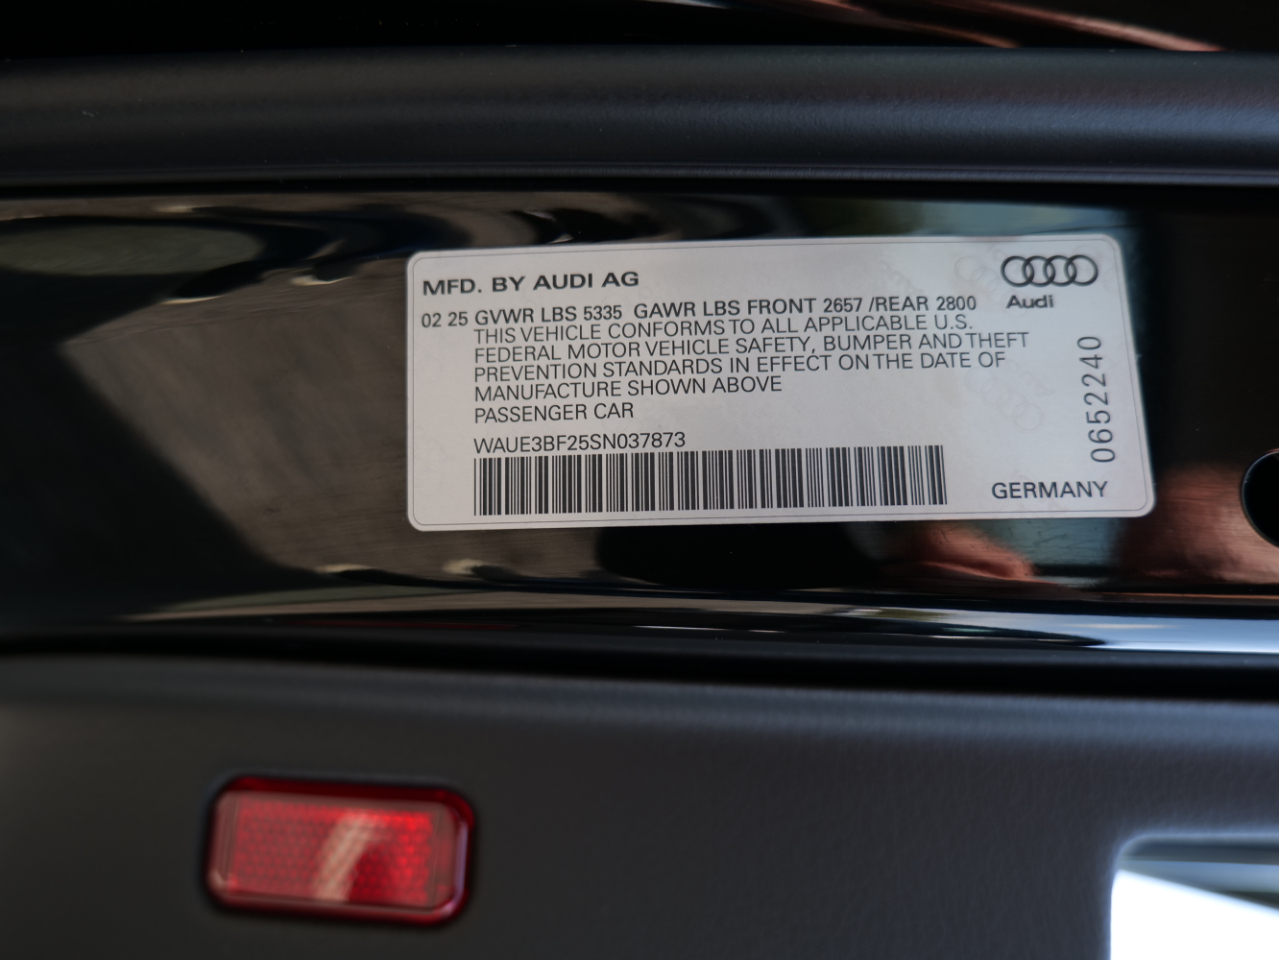 MFD. BY AUDI AG
Audi
02 25 GVWR LBS 5335 GAWR LBS FRONT 2657 /REAR 2800
THIS VEHICLE CONFORMS TO ALL APPLICABLE U.S.
FEDERAL MOTOR VEHICLE SAFETY, BUMPER AND THEFT
PREVENTION STANDARDS IN EFFECT ON THE DATE OF
MANUFACTURE SHOWN ABOVE
PASSENGER CAR
WAUE3BF25SN037873
0652240
GERMANY